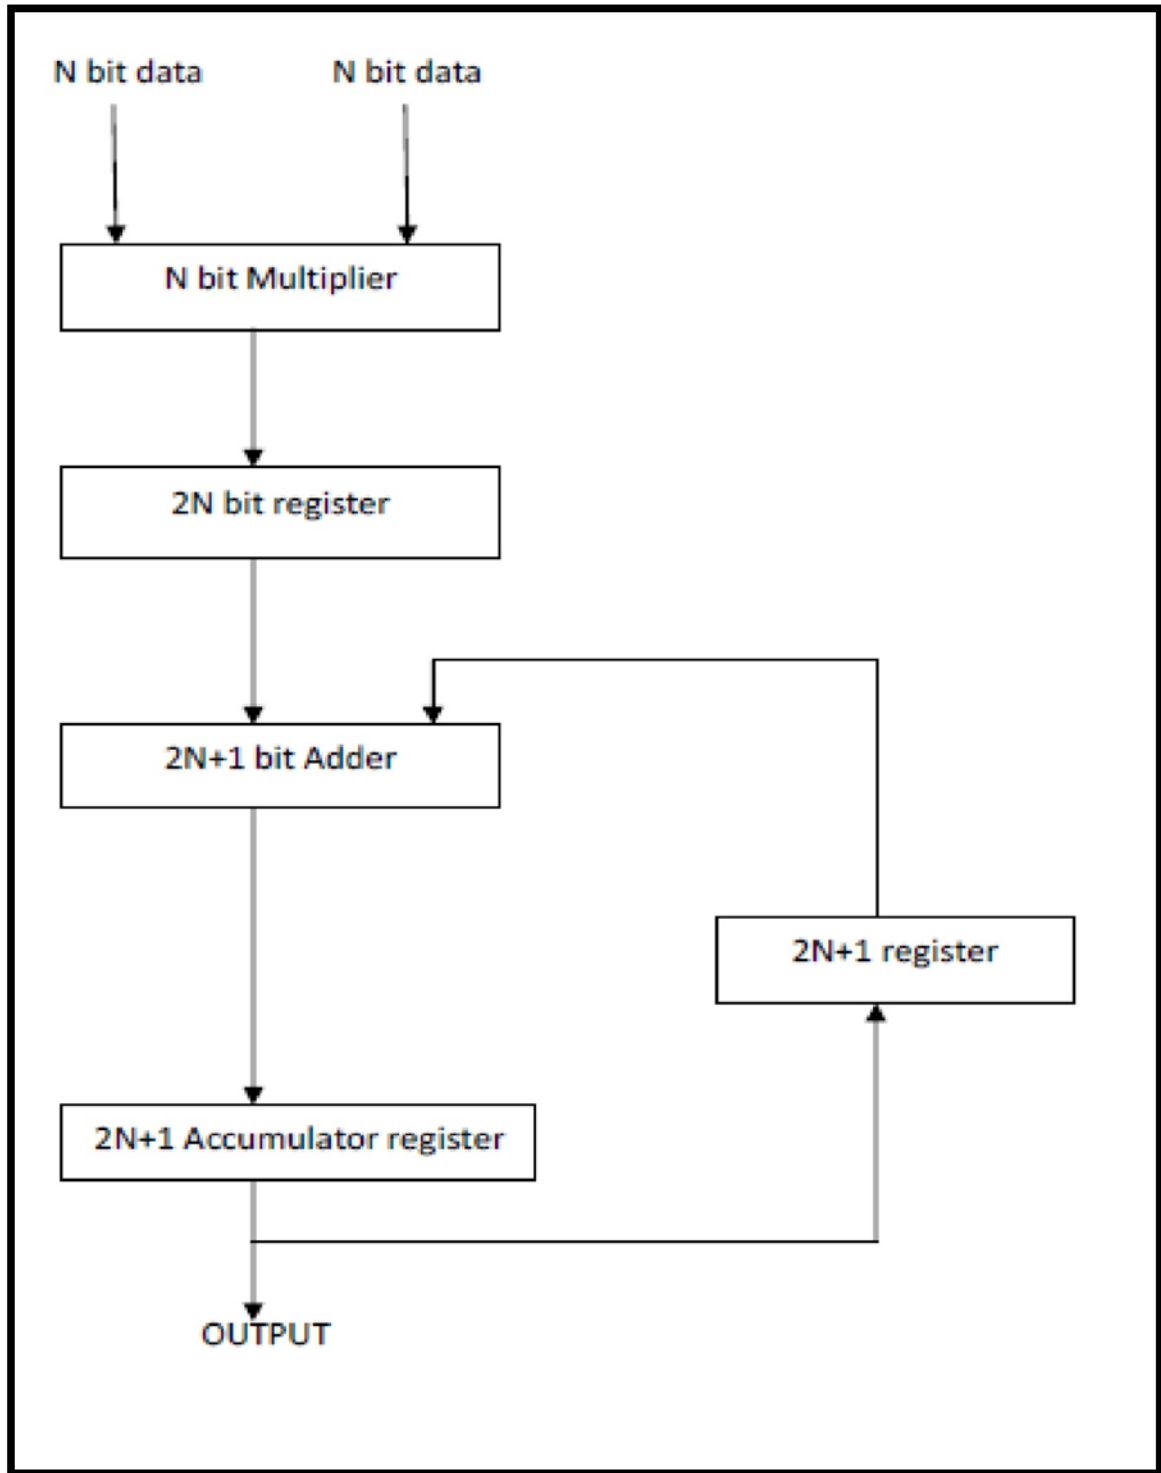 N bit data
N bit data
N bit Multiplier
2N bit register
2N+1 bit Adder
2N+1 register
2N+1 Accumulator register
OUTPUT